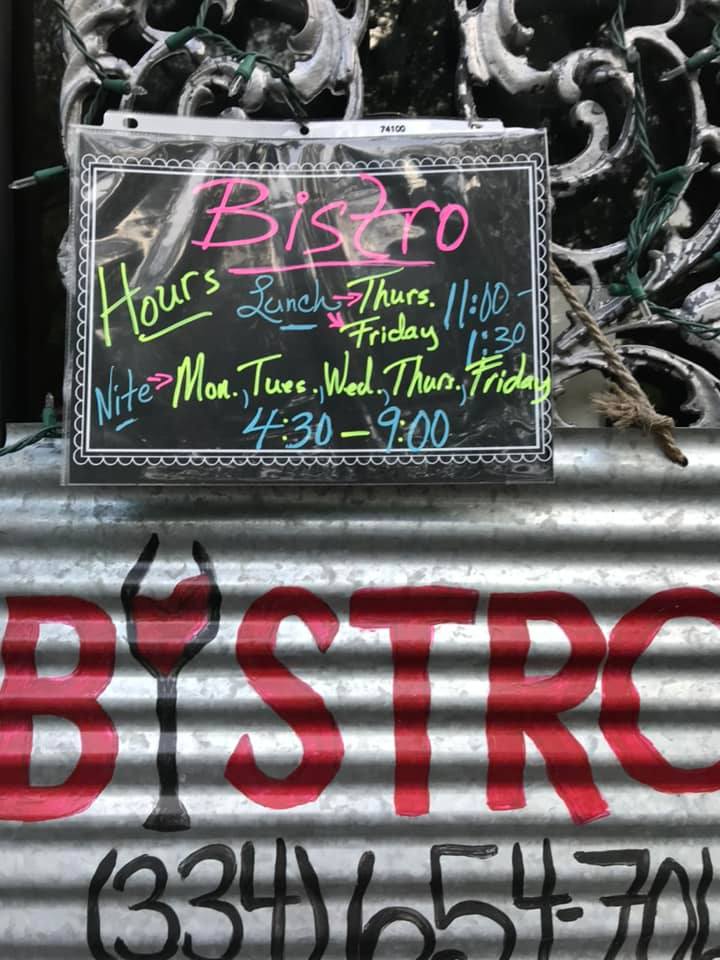 74100
Bistro
Hours Lunch → Thurs. 11:00 -
Friday 1:30
Nite → Mon., Tues., Wed., Thurs., Friday
4:30 - 9:00
BISTRO
(334) 654-70